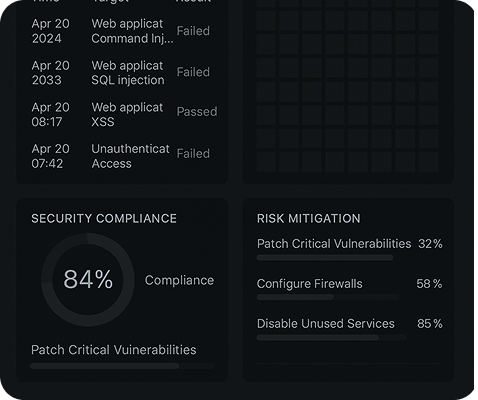 Time Target Result
Apr 20 Web applicat Failed
2024 Command Inj...
Apr 20 Web applicat Failed
2033 SQL injection
Apr 20 Web applicat Passed
08:17 XSS
Apr 20 Unauthenticat Failed
07:42 Access
SECURITY COMPLIANCE
84% Compliance
Patch Critical Vuinerabilities
RISK MITIGATION
Patch Critical Vulnerabilities 32%
Configure Firewalls 58%
Disable Unused Services 85%